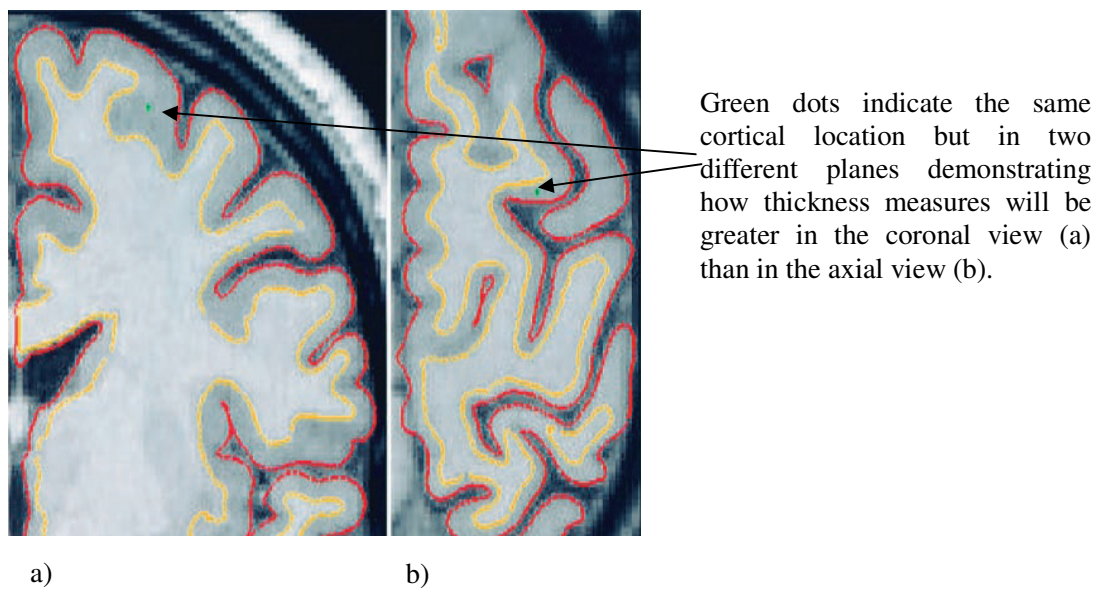 Green dots indicate the same
cortical location but in two
different planes demonstrating
how thickness measures will be
greater in the coronal view (a)
than in the axial view (b).
a)
b)